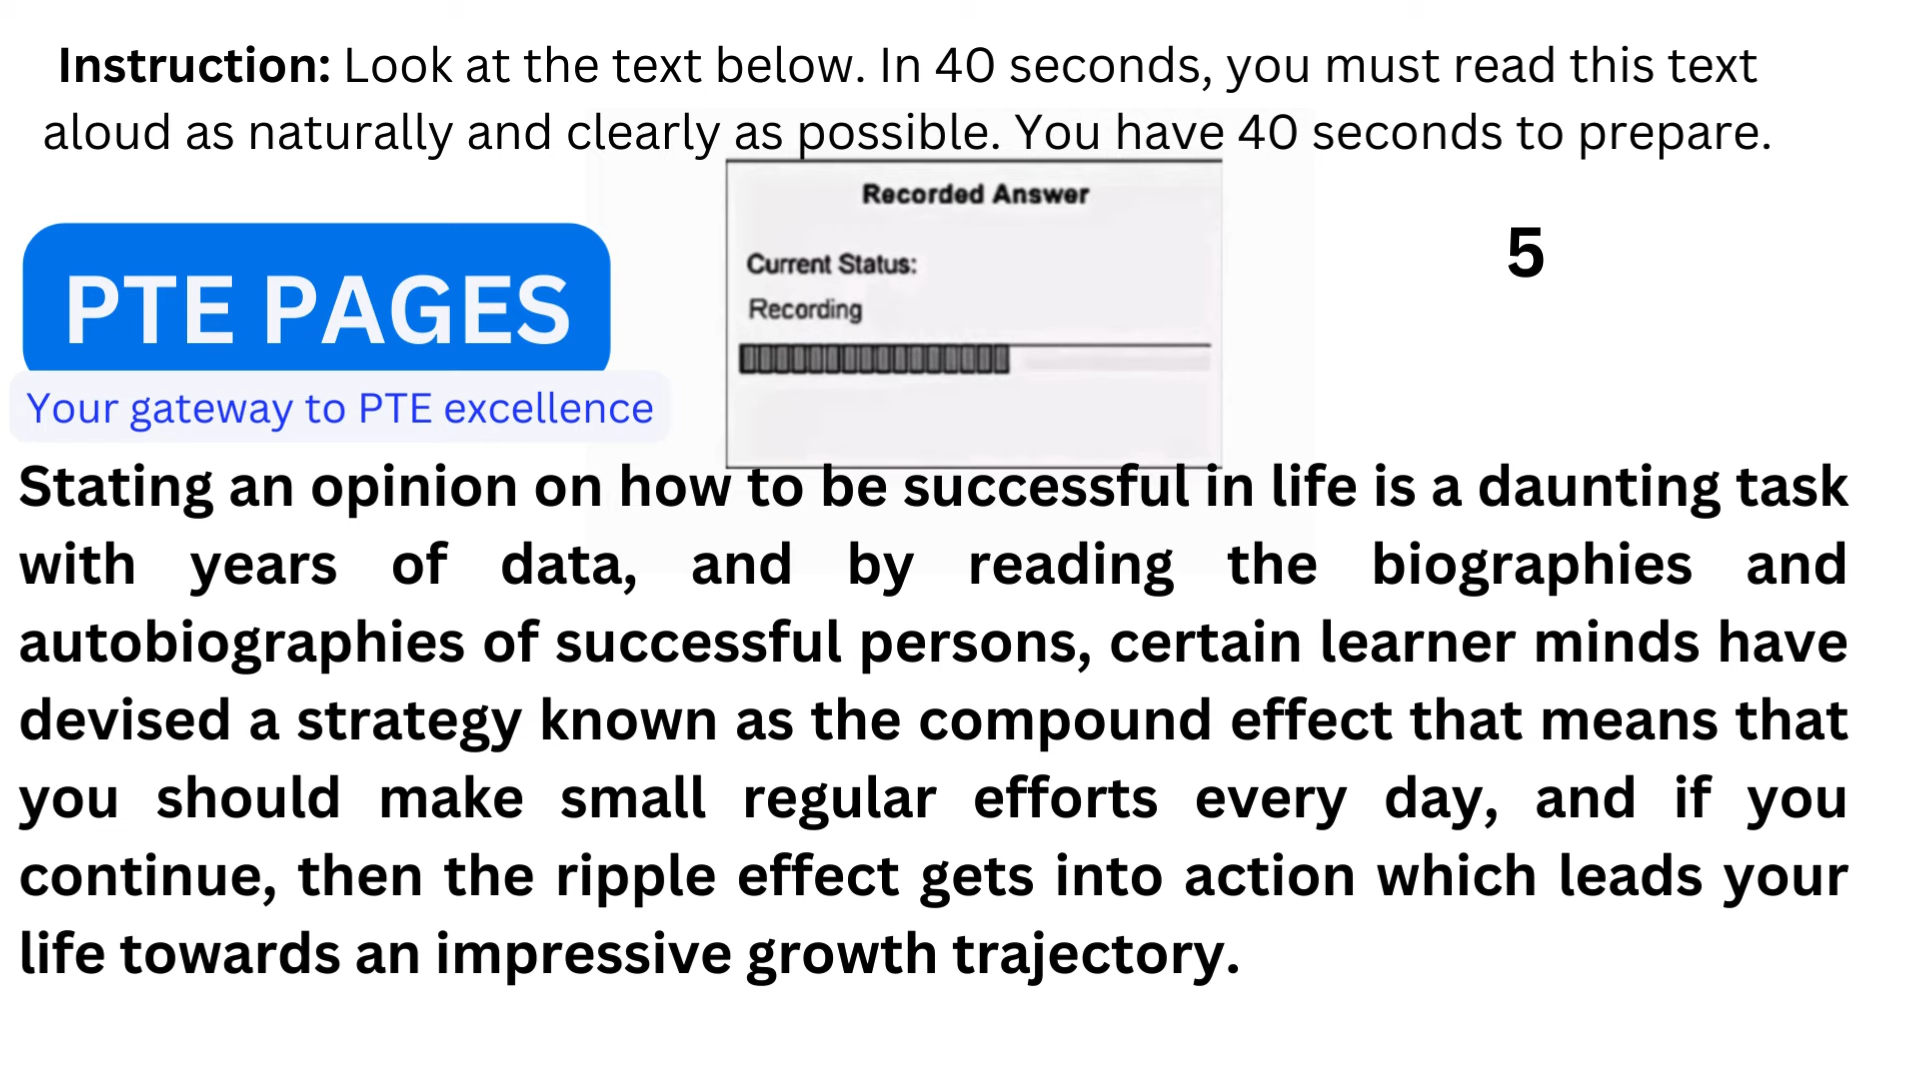 Instruction: Look at the text below. In 40 seconds, you must read this text
aloud as naturally and clearly as possible. You have 40 seconds to prepare.
Recorded Answer
Current Status:
Recording
5
PTE PAGES
Your gateway to PTE excellence
Stating an opinion on how to be successful in life is a daunting task
with years of data, and by reading the biographies and
autobiographies of successful persons, certain learner minds have
devised a strategy known as the compound effect that means that
you should make small regular efforts every day, and if you
continue, then the ripple effect gets into action which leads your
life towards an impressive growth trajectory.